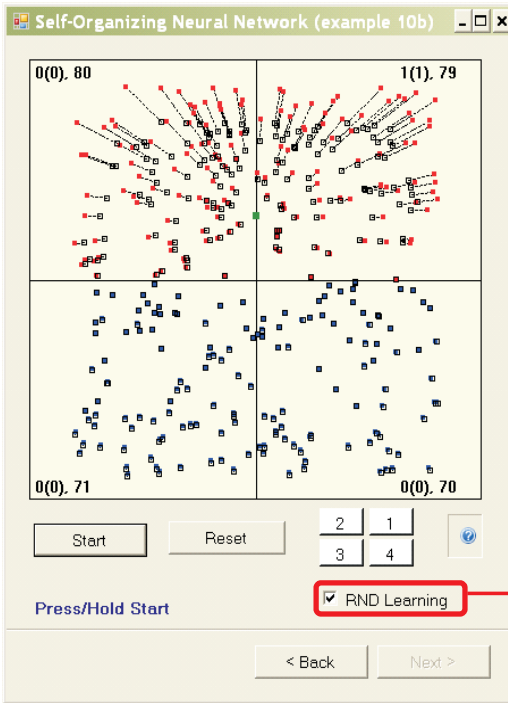 Self-Organizing Neural Network (example 10b)
0(0), 80 1(1), 79
0(0), 71 0(0), 70
Start Reset 2 1
3 4
?
Press/Hold Start RND Learning
< Back Next >